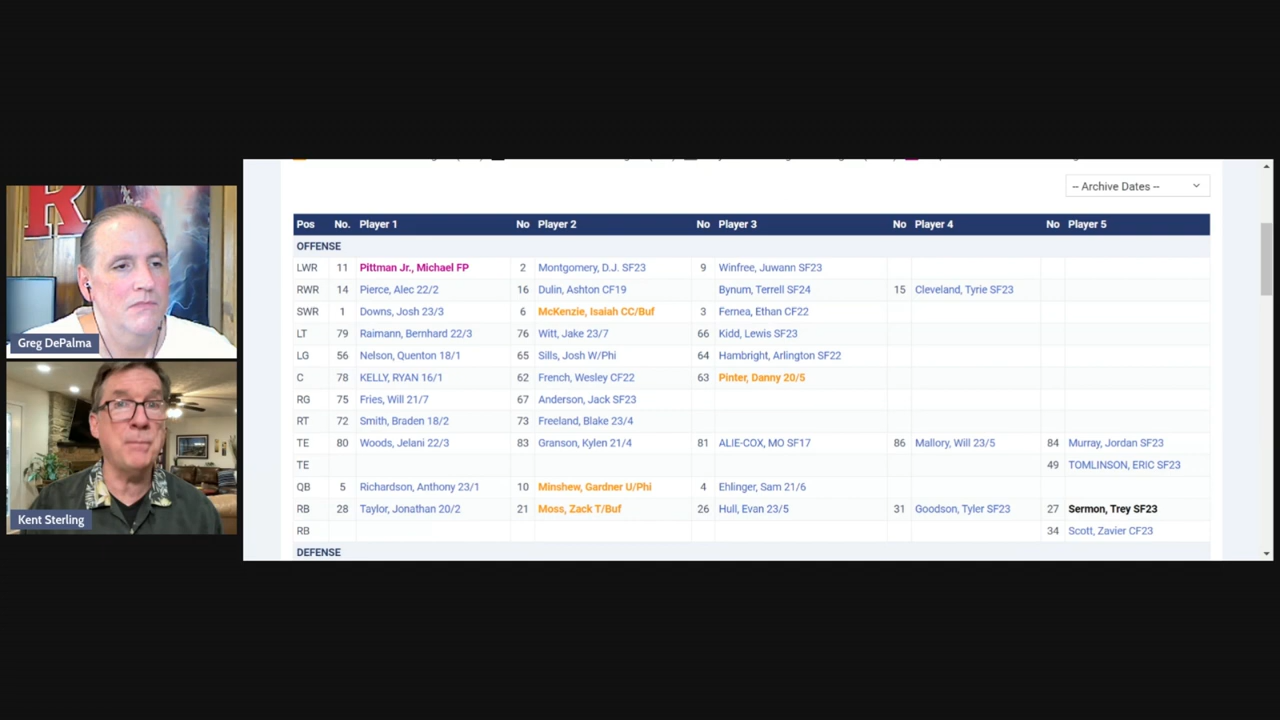 R
Greg DePalma
Kent Sterling
-- Archive Dates --
Pos No. Player 1 No Player 2 No Player 3 No Player 4 No Player 5
OFFENSE
LWR 11 Pittman Jr., Michael FP 2 Montgomery, D.J. SF23 9 Winfree, Juwann SF23
RWR 14 Pierce, Alec 22/2 16 Dulin, Ashton CF19 Bynum, Terrell SF24 15 Cleveland, Tyrie SF23
SWR 1 Downs, Josh 23/3 6 McKenzie, Isaiah CC/Buf 3 Fernea, Ethan CF22
LT 79 Raimann, Bernhard 22/3 76 Witt, Jake 23/7 66 Kidd, Lewis SF23
LG 56 Nelson, Quenton 18/1 65 Sills, Josh W/Phi 64 Hambright, Arlington SF22
C 78 KELLY, RYAN 16/1 62 French, Wesley CF22 63 Pinter, Danny 20/5
RG 75 Fries, Will 21/7 67 Anderson, Jack SF23
RT 72 Smith, Braden 18/2 73 Freeland, Blake 23/4
TE 80 Woods, Jelani 22/3 83 Granson, Kylen 21/4 81 ALIE-COX, MO SF17 86 Mallory, Will 23/5 84 Murray, Jordan SF23
TE 49 TOMLINSON, ERIC SF23
QB 5 Richardson, Anthony 23/1 10 Minshew, Gardner U/Phi 4 Ehlinger, Sam 21/6
RB 28 Taylor, Jonathan 20/2 21 Moss, Zack T/Buf 26 Hull, Evan 23/5 31 Goodson, Tyler SF23 27 Sermon, Trey SF23
RB 34 Scott, Zavier CF23
DEFENSE